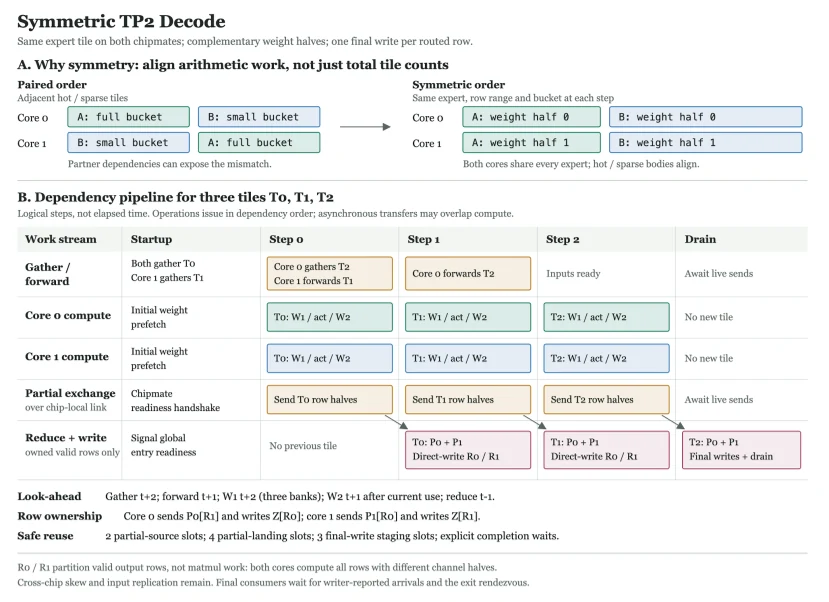 Symmetric TP2 Decode
Same expert tile on both chipmates; complementary weight halves; one final write per routed row.
A. Why symmetry: align arithmetic work, not just total tile counts
Paired order
Adjacent hot / sparse tiles
Core 0
A: full bucket
B: small bucket
Core 1
B: small bucket
A: full bucket
Partner dependencies can expose the mismatch.
Symmetric order
Same expert, row range and bucket at each step
Core 0
A: weight half 0
B: weight half 0
Core 1
A: weight half 1
B: weight half 1
Both cores share every expert; hot / sparse bodies align.
B. Dependency pipeline for three tiles T0, T1, T2
Logical steps, not elapsed time. Operations issue in dependency order; asynchronous transfers may overlap compute.
Work stream
Startup
Step 0
Step 1
Step 2
Drain
Gather /
forward
Both gather T0
Core 1 gathers T1
Core 0 gathers T2
Core 1 forwards T1
Core 0 forwards T2
Inputs ready
Await live sends
Core 0 compute
Initial weight
prefetch
T0: W1 / act / W2
T1: W1 / act / W2
T2: W1 / act / W2
No new tile
Core 1 compute
Initial weight
prefetch
T0: W1 / act / W2
T1: W1 / act / W2
T2: W1 / act / W2
No new tile
Partial exchange
over chip-local link
Chipmate
readiness handshake
Send T0 row halves
Send T1 row halves
Send T2 row halves
Await live sends
Reduce + write
owned valid rows only
Signal global
entry readiness
No previous tile
T0: P0 + P1
Direct-write R0 / R1
T1: P0 + P1
Direct-write R0 / R1
T2: P0 + P1
Final writes + drain
Look-ahead Gather t+2; forward t+1; W1 t+2 (three banks); W2 t+1 after current use; reduce t-1.
Row ownership Core 0 sends P0[R1] and writes Z[R0]; core 1 sends P1[R0] and writes Z[R1].
Safe reuse 2 partial-source slots; 4 partial-landing slots; 3 final-write staging slots; explicit completion waits.
R0 / R1 partition valid output rows, not matmul work: both cores compute all rows with different channel halves.
Cross-chip skew and input replication remain. Final consumers wait for writer-reported arrivals and the exit rendezvous.